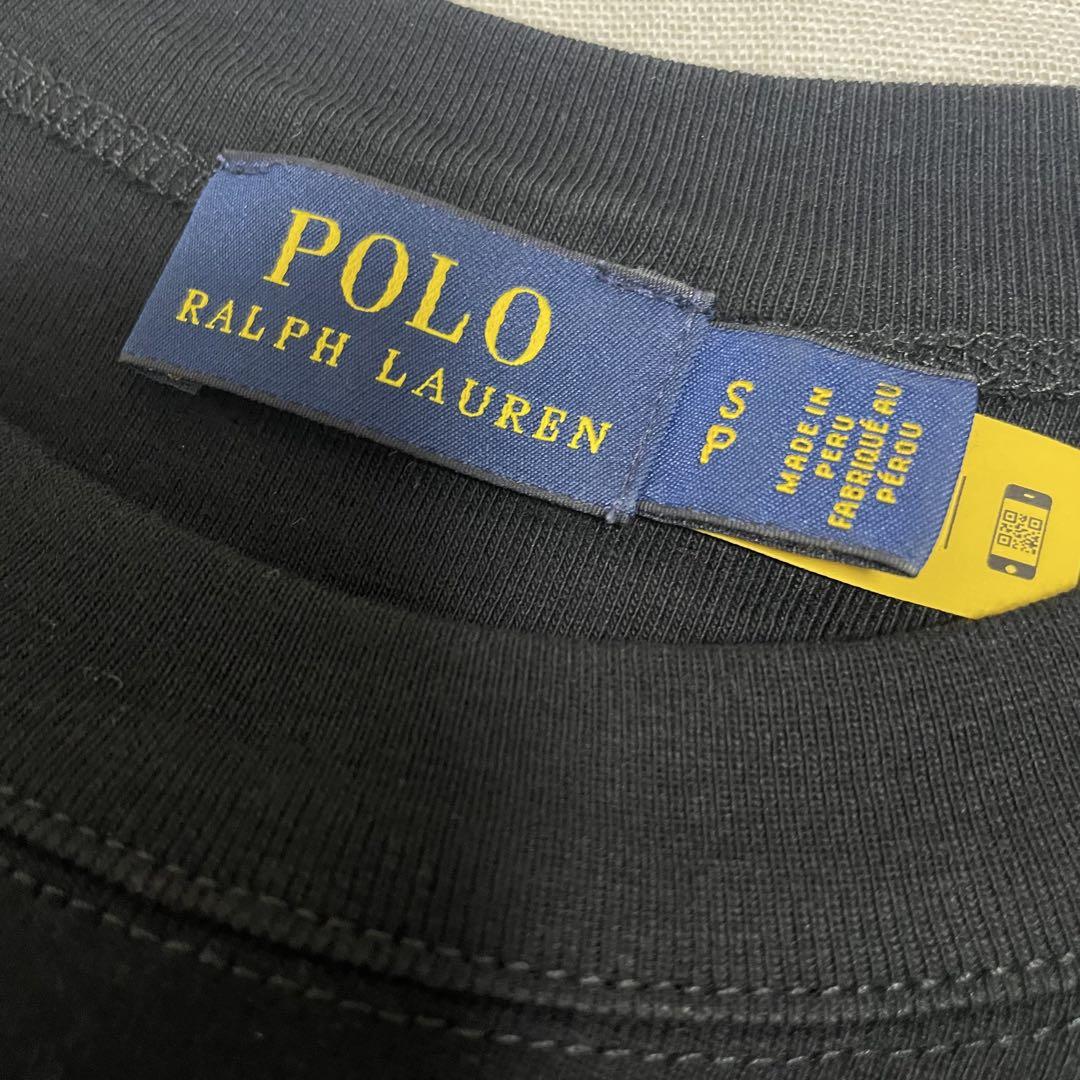 POLO
RALPH LAUREN
S
P
MADE IN
PERU
FABRIQUÉ AU
PÉROU